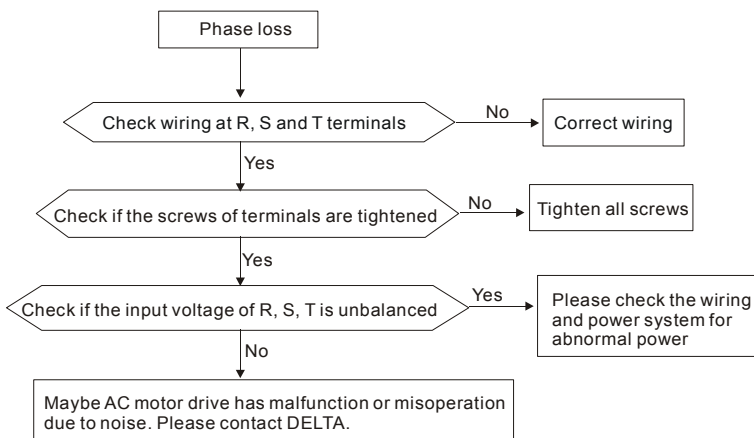 Phase loss
Check wiring at R, S and T terminals
No
Correct wiring
Yes
Check if the screws of terminals are tightened
No
Tighten all screws
Yes
Check if the input voltage of R, S, T is unbalanced
Yes
Please check the wiring
and power system for
abnormal power
No
Maybe AC motor drive has malfunction or misoperation
due to noise. Please contact DELTA.